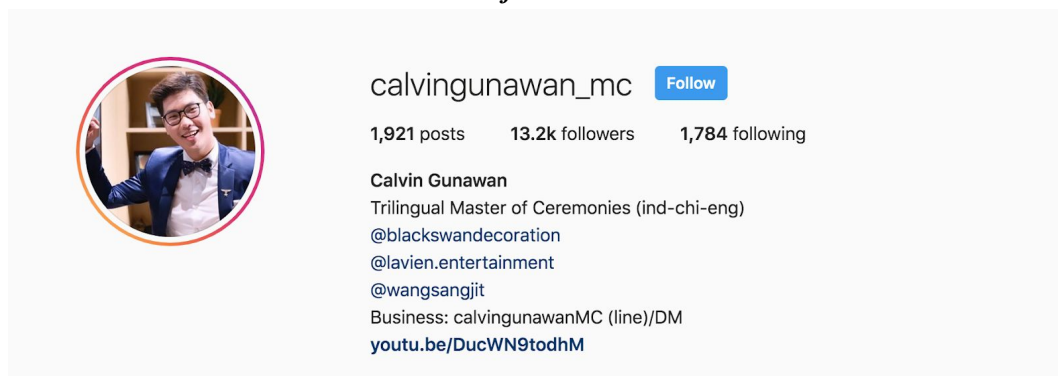 calvingunawan_mc Follow
1,921 posts 13.2k followers 1,784 following
Calvin Gunawan
Trilingual Master of Ceremonies (ind-chi-eng)
@blackswandecoration
@lavien.entertainment
@wangsangjit
Business: calvingunawanMC (line)/DM
youtu.be/DucWN9todhM